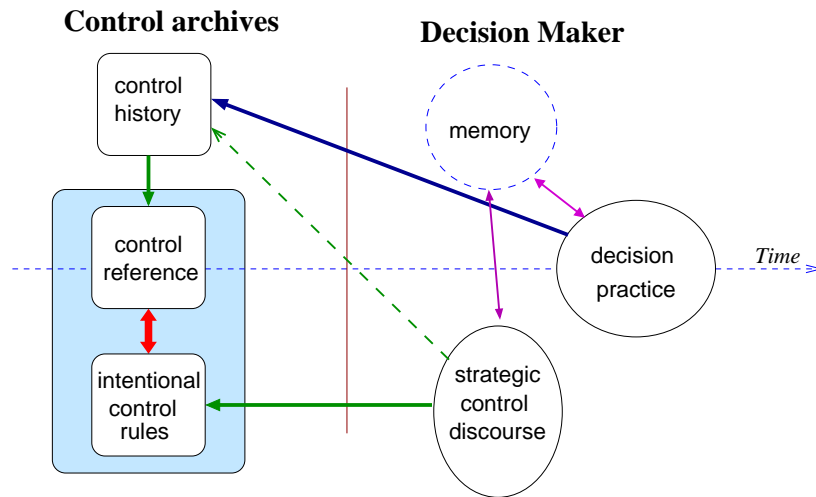 Control archives
Decision Maker
control
history
memory
control
reference
decision
practice
Time
intentional
control
rules
strategic
control
discourse